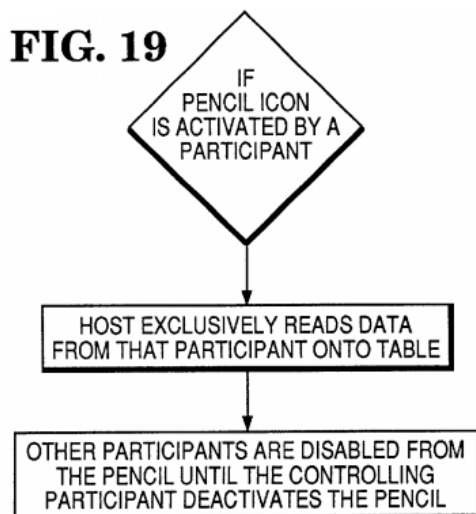 FIG. 19
IF
PENCIL ICON
IS ACTIVATED BY A
PARTICIPANT
HOST EXCLUSIVELY READS DATA
FROM THAT PARTICIPANT ONTO TABLE
OTHER PARTICIPANTS ARE DISABLED FROM
THE PENCIL UNTIL THE CONTROLLING
PARTICIPANT DEACTIVATES THE PENCIL